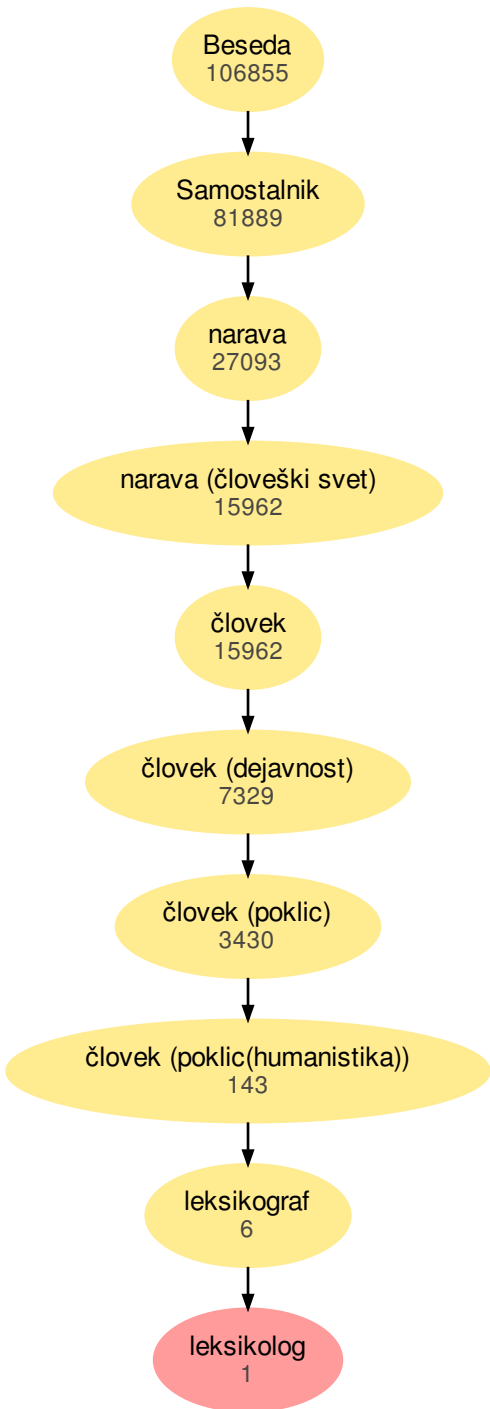 Beseda
106855
Samostalnik
81889
narava
27093
narava (človeški svet)
15962
človek
15962
človek (dejavnost)
7329
človek (poklic)
3430
človek (poklic(humanistika))
143
leksikograf
6
leksikolog
1